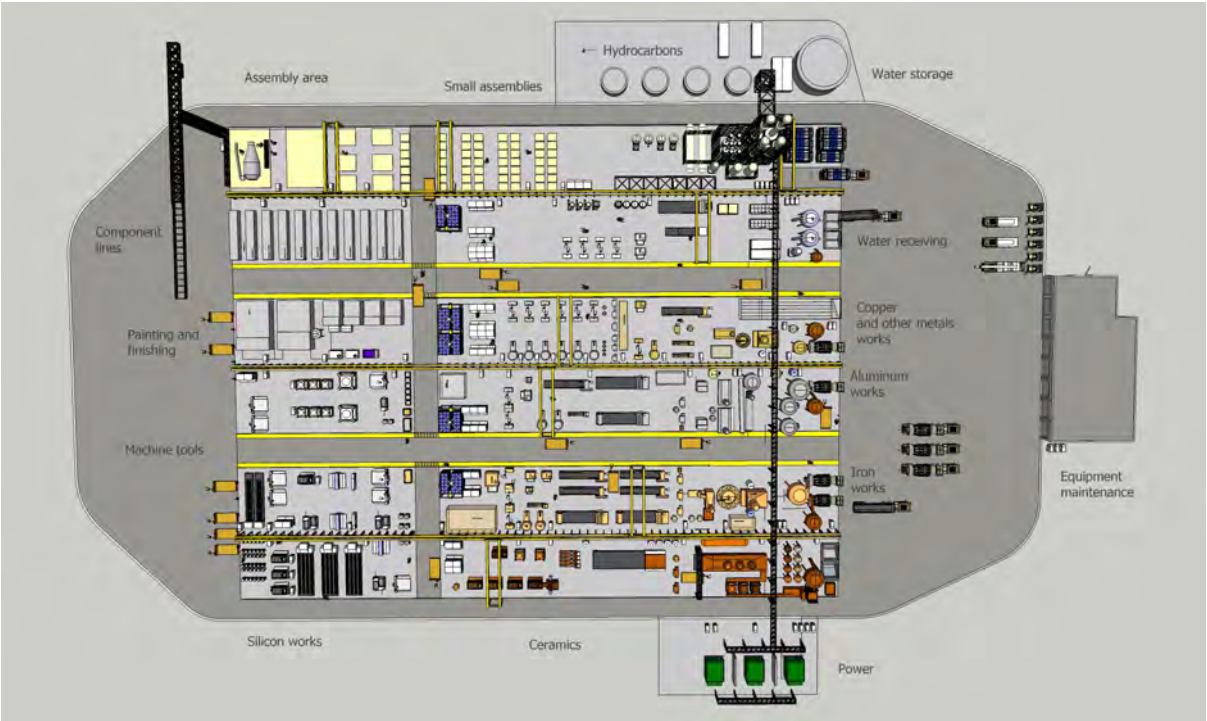 ← Hydrocarbons
Assembly area
Small assemblies
Water storage
Component
lines
Water receiving
Painting and
finishing
Copper
and other metals
works
Aluminum
works
Machine tools
Iron
works
Equipment
maintenance
Silicon works
Ceramics
Power